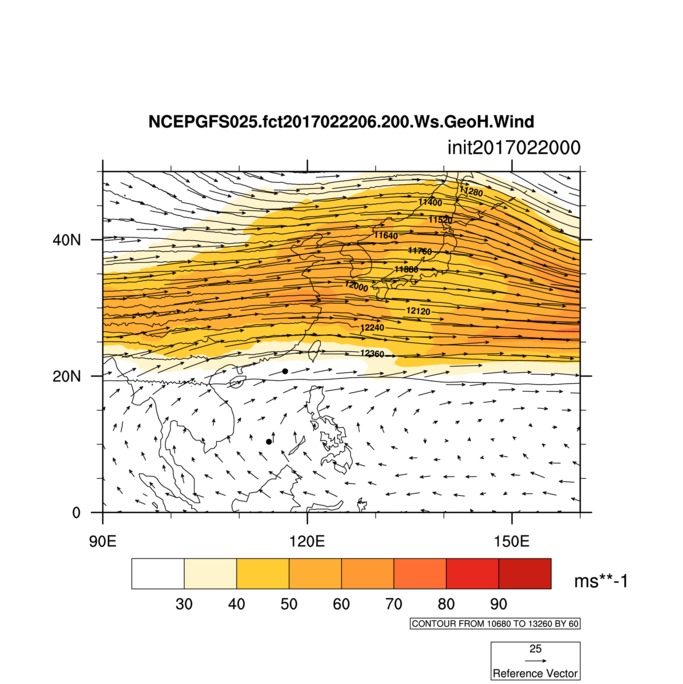 NCEPGFS025.fct2017022206.200.Ws.GeoH.Wind
init2017022000
11280
11400
11520
11640
11760
11880
12000
12120
12240
12360
40N
20N
0
90E 120E 150E
30 40 50 60 70 80 90
ms**-1
CONTOUR FROM 10680 TO 13260 BY 60
25
Reference Vector